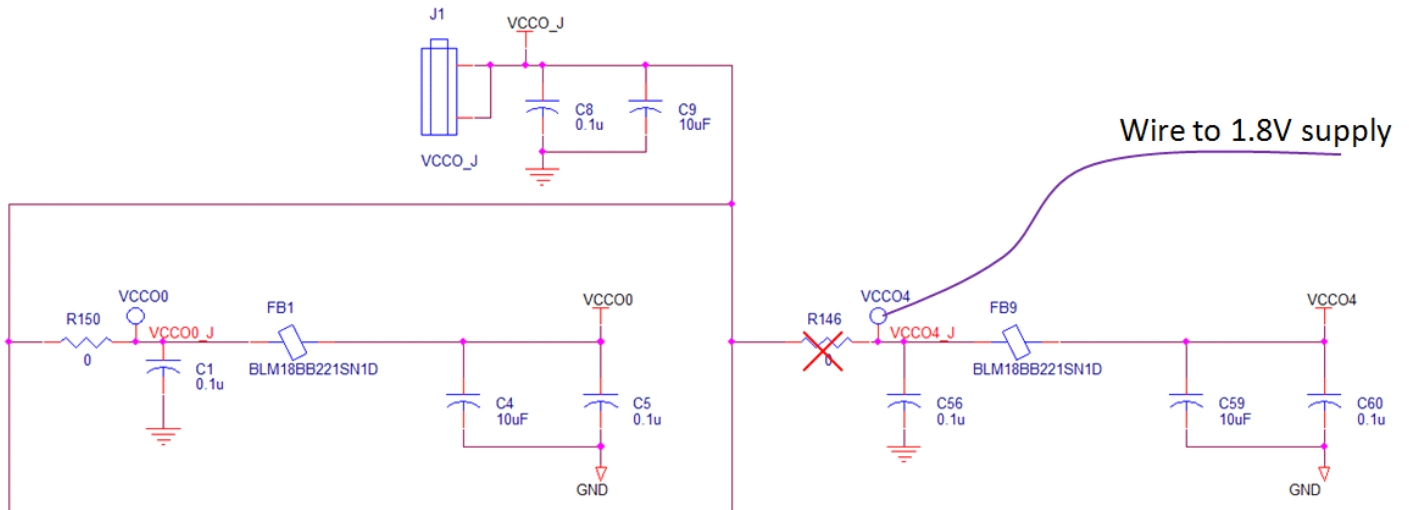 J1
VCCO_J
C8
0.1u
C9
10uF
VCCO_J
Wire to 1.8V supply
VCCO0
R150
0
VCCO0_J
FB1
BLM18BB221SN1D
C1
0.1u
VCCO0
C4
10uF
C5
0.1u
GND
R146
0
VCCO4
VCCO4_J
FB9
BLM18BB221SN1D
C56
0.1u
VCCO4
C59
10uF
C60
0.1u
GND